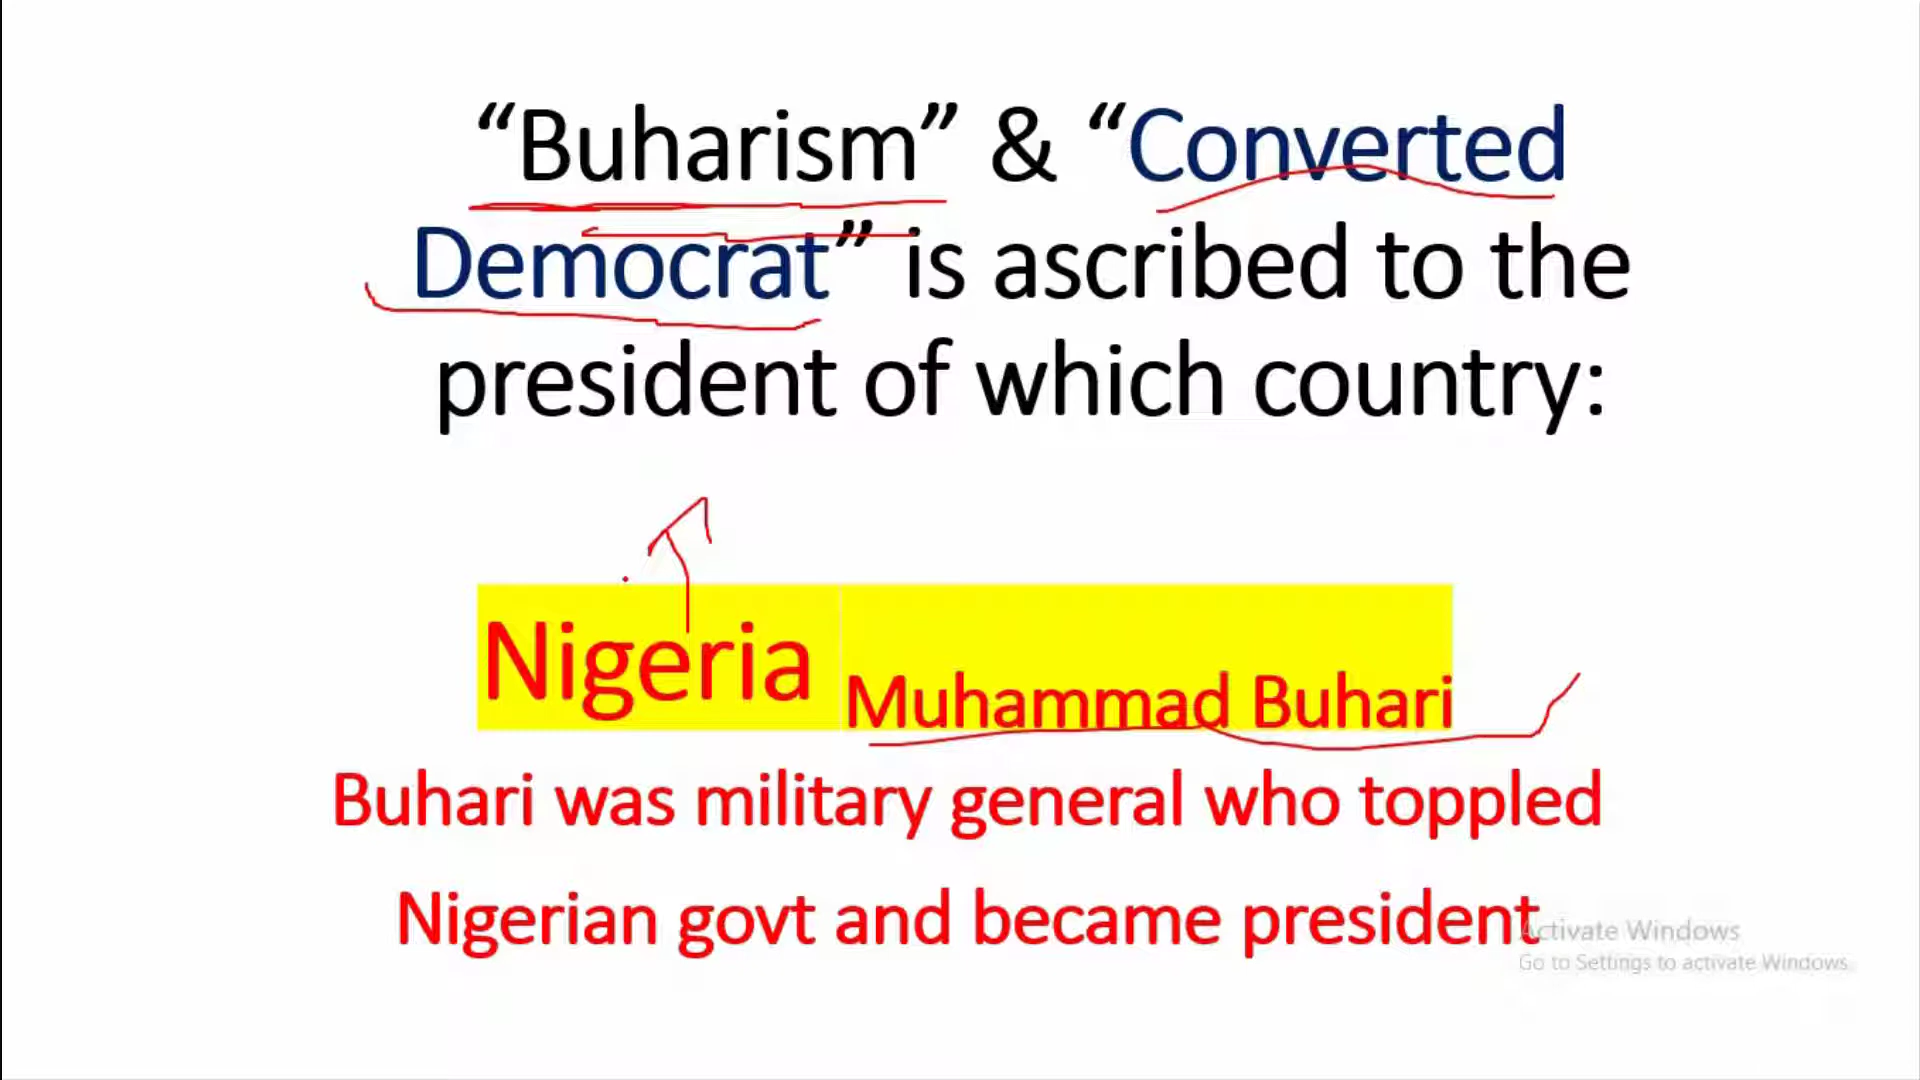 “Buharism” & “Converted
Democrat” is ascribed to the
president of which country:
Nigeria Muhammad Buhari
Buhari was military general who toppled
Nigerian govt and became president
Activate Windows
Go to Settings to activate Windows.